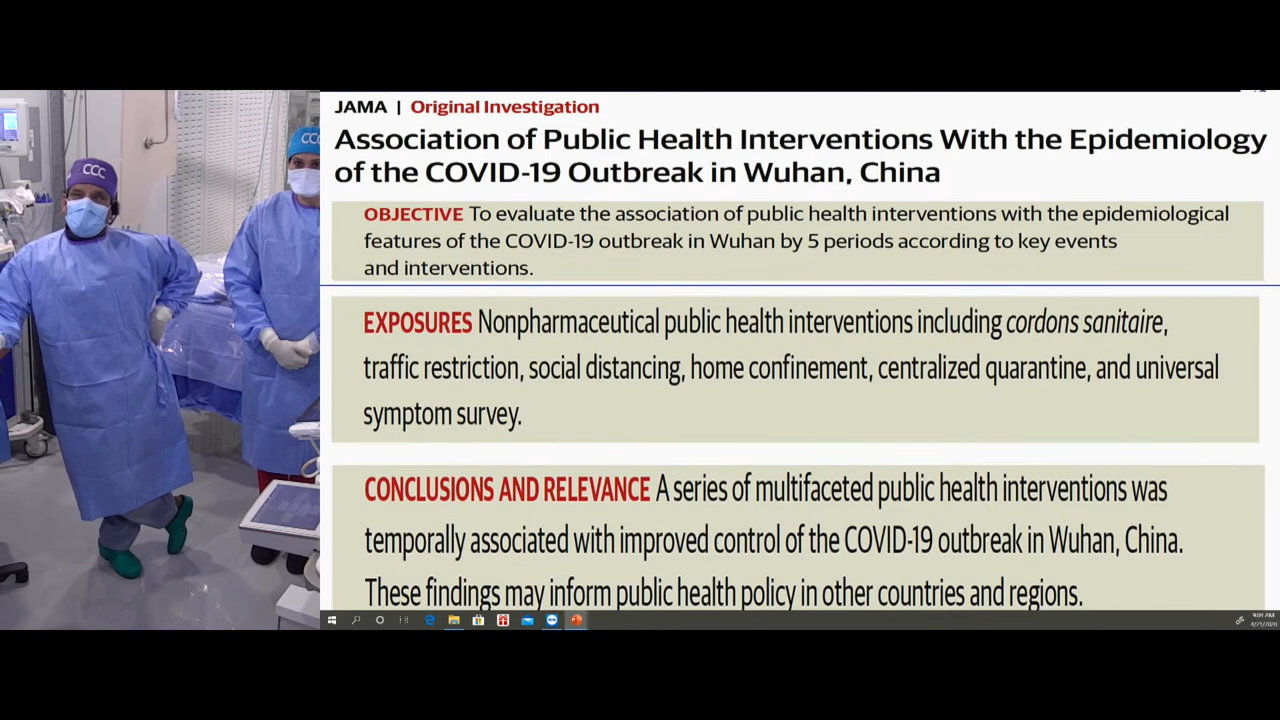 CCC
CCC
JAMA | Original Investigation
Association of Public Health Interventions With the Epidemiology
of the COVID-19 Outbreak in Wuhan, China
OBJECTIVE To evaluate the association of public health interventions with the epidemiological
features of the COVID-19 outbreak in Wuhan by 5 periods according to key events
and interventions.
EXPOSURES Nonpharmaceutical public health interventions including cordons sanitaire,
traffic restriction, social distancing, home confinement, centralized quarantine, and universal
symptom survey.
CONCLUSIONS AND RELEVANCE A series of multifaceted public health interventions was
temporally associated with improved control of the COVID-19 outbreak in Wuhan, China.
These findings may inform public health policy in other countries and regions.